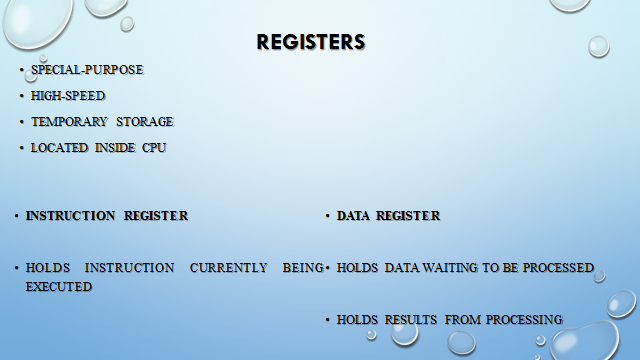 REGISTERS
• SPECIAL-PURPOSE
• HIGH-SPEED
• TEMPORARY STORAGE
• LOCATED INSIDE CPU
• INSTRUCTION REGISTER
• HOLDS INSTRUCTION CURRENTLY BEING
EXECUTED
• DATA REGISTER
• HOLDS DATA WAITING TO BE PROCESSED
• HOLDS RESULTS FROM PROCESSING